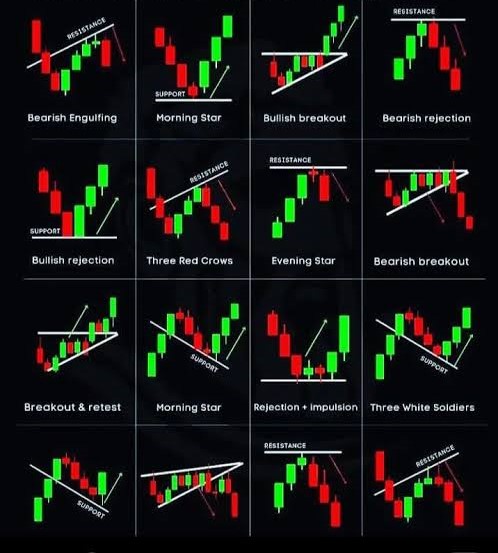 RESISTANCE
Bearish Engulfing
SUPPORT
Morning Star
Bullish breakout
RESISTANCE
Bearish rejection
SUPPORT
Bullish rejection
RESISTANCE
Three Red Crows
RESISTANCE
Evening Star
Bearish breakout
Breakout & retest
SUPPORT
Morning Star
Rejection + impulsion
SUPPORT
Three White Soldiers
SUPPORT
RESISTANCE
RESISTANCE